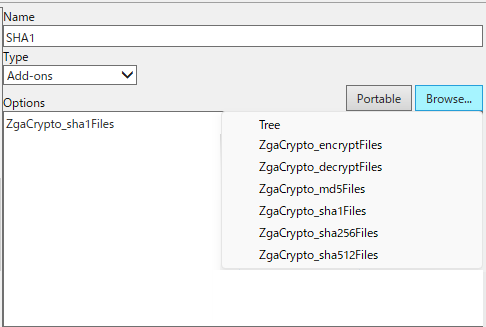 Name
SHA1
Type
Add-ons
Options
Portable
Browse...
ZgaCrypto_sha1Files
Tree
ZgaCrypto_encryptFiles
ZgaCrypto_decryptFiles
ZgaCrypto_md5Files
ZgaCrypto_sha1Files
ZgaCrypto_sha256Files
ZgaCrypto_sha512Files